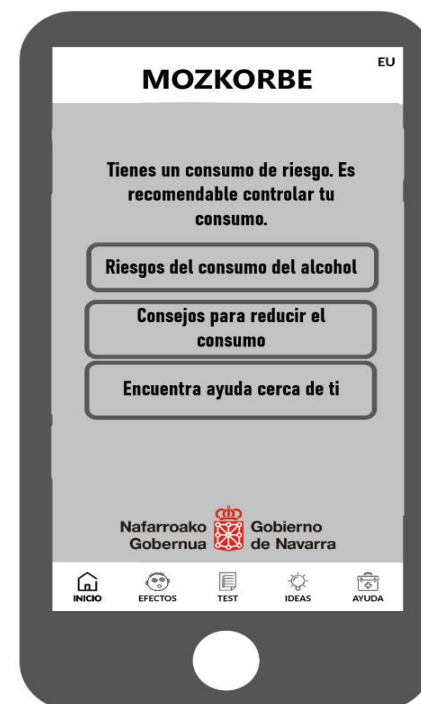 EU
MOZKORBE
Tienes un consumo de riesgo. Es
recomendable controlar tu
consumo.
Riesgos del consumo del alcohol
Consejos para reducir el
consumo
Encuentra ayuda cerca de ti
Nafarroako
Gobernua
Gobierno
de Navarra
INICIO
EFECTOS
TEST
IDEAS
AYUDA